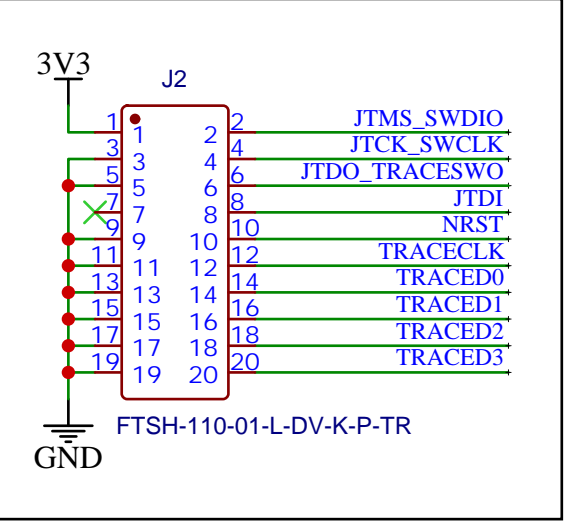 3V3
J2
1 1 2 2 JTMS_SWDIO
3 3 4 4 JTCK_SWCLK
5 5 6 6 JTDO_TRACESWO
7 7 8 8 JTDI
9 9 10 10 NRST
11 11 12 12 TRACECLK
13 13 14 14 TRACED0
15 15 16 16 TRACED1
17 17 18 18 TRACED2
19 19 20 20 TRACED3
FTSH-110-01-L-DV-K-P-TR
GND